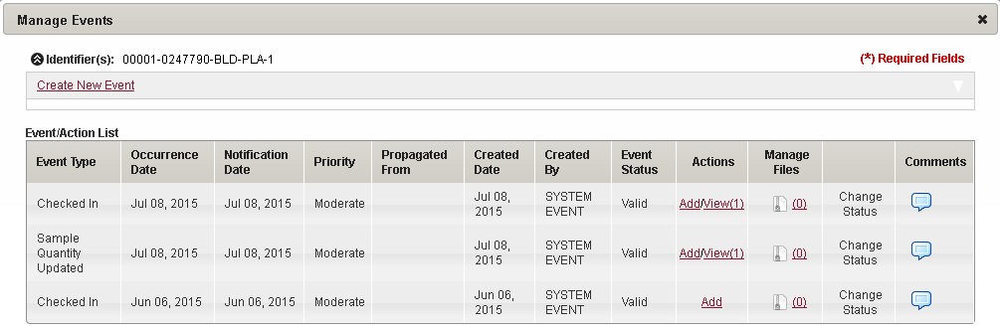 Manage Events
Identifier(s): 00001-0247790-BLD-PLA-1
(*) Required Fields
Create New Event
Event/Action List
Event Type Occurrence Date Notification Date Priority Propagated From Created Date Created By Event Status Actions Manage Files Comments
Checked In Jul 08, 2015 Jul 08, 2015 Moderate Jul 08, 2015 SYSTEM EVENT Valid Add/View(1) (0) Change Status
Sample Quantity Updated Jul 08, 2015 Jul 08, 2015 Moderate Jul 08, 2015 SYSTEM EVENT Valid Add/View(1) (0) Change Status
Checked In Jun 06, 2015 Jun 06, 2015 Moderate Jun 06, 2015 SYSTEM EVENT Valid Add (0) Change Status